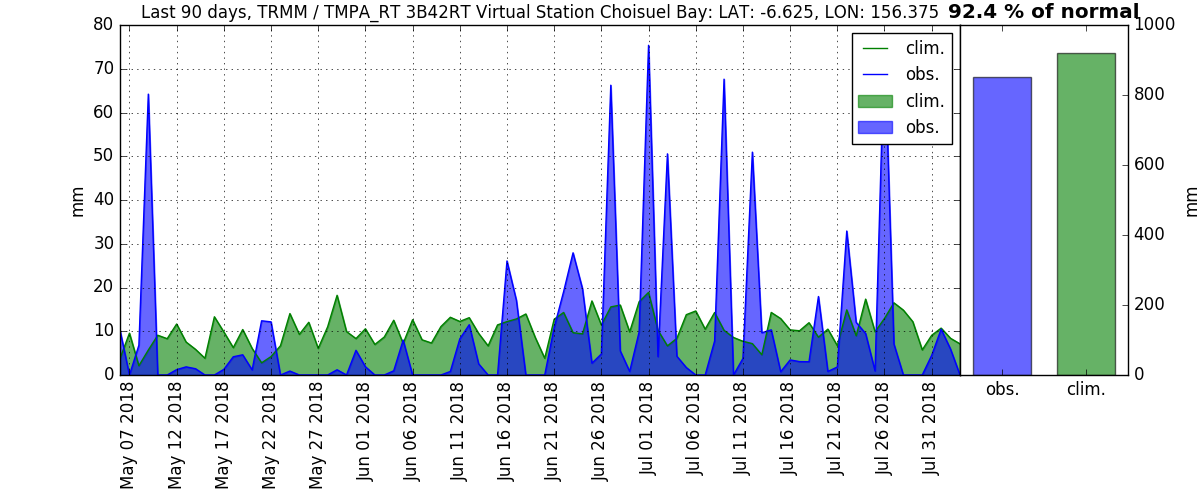 Last 90 days, TRMM / TMPA_RT 3B42RT Virtual Station Choisuel Bay: LAT: -6.625, LON: 156.375
92.4 % of normal
80
70
60
50
40
30
20
10
0
mm
clim.
obs.
clim.
obs.
May 07 2018
May 12 2018
May 17 2018
May 22 2018
May 27 2018
Jun 01 2018
Jun 06 2018
Jun 11 2018
Jun 16 2018
Jun 21 2018
Jun 26 2018
Jul 01 2018
Jul 06 2018
Jul 11 2018
Jul 16 2018
Jul 21 2018
Jul 26 2018
Jul 31 2018
1000
800
600
400
200
0
mm
obs.
clim.